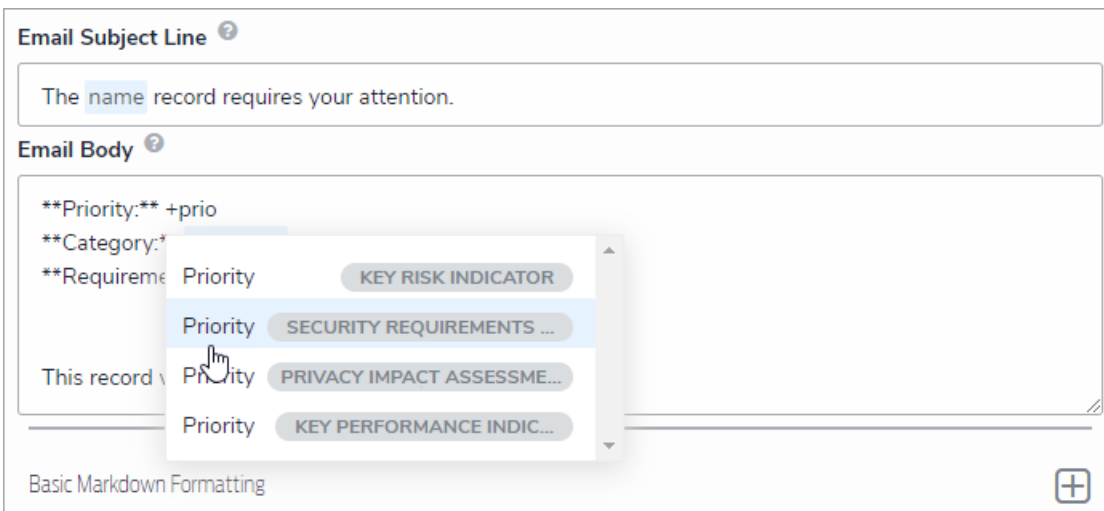 Email Subject Line ?
The name record requires your attention.
Email Body ?
**Priority:** +prio
**Category:*
**Requireme
Priority KEY RISK INDICATOR
Priority SECURITY REQUIREMENTS ...
This record
Priority PRIVACY IMPACT ASSESSME...
Priority KEY PERFORMANCE INDIC...
Basic Markdown Formatting